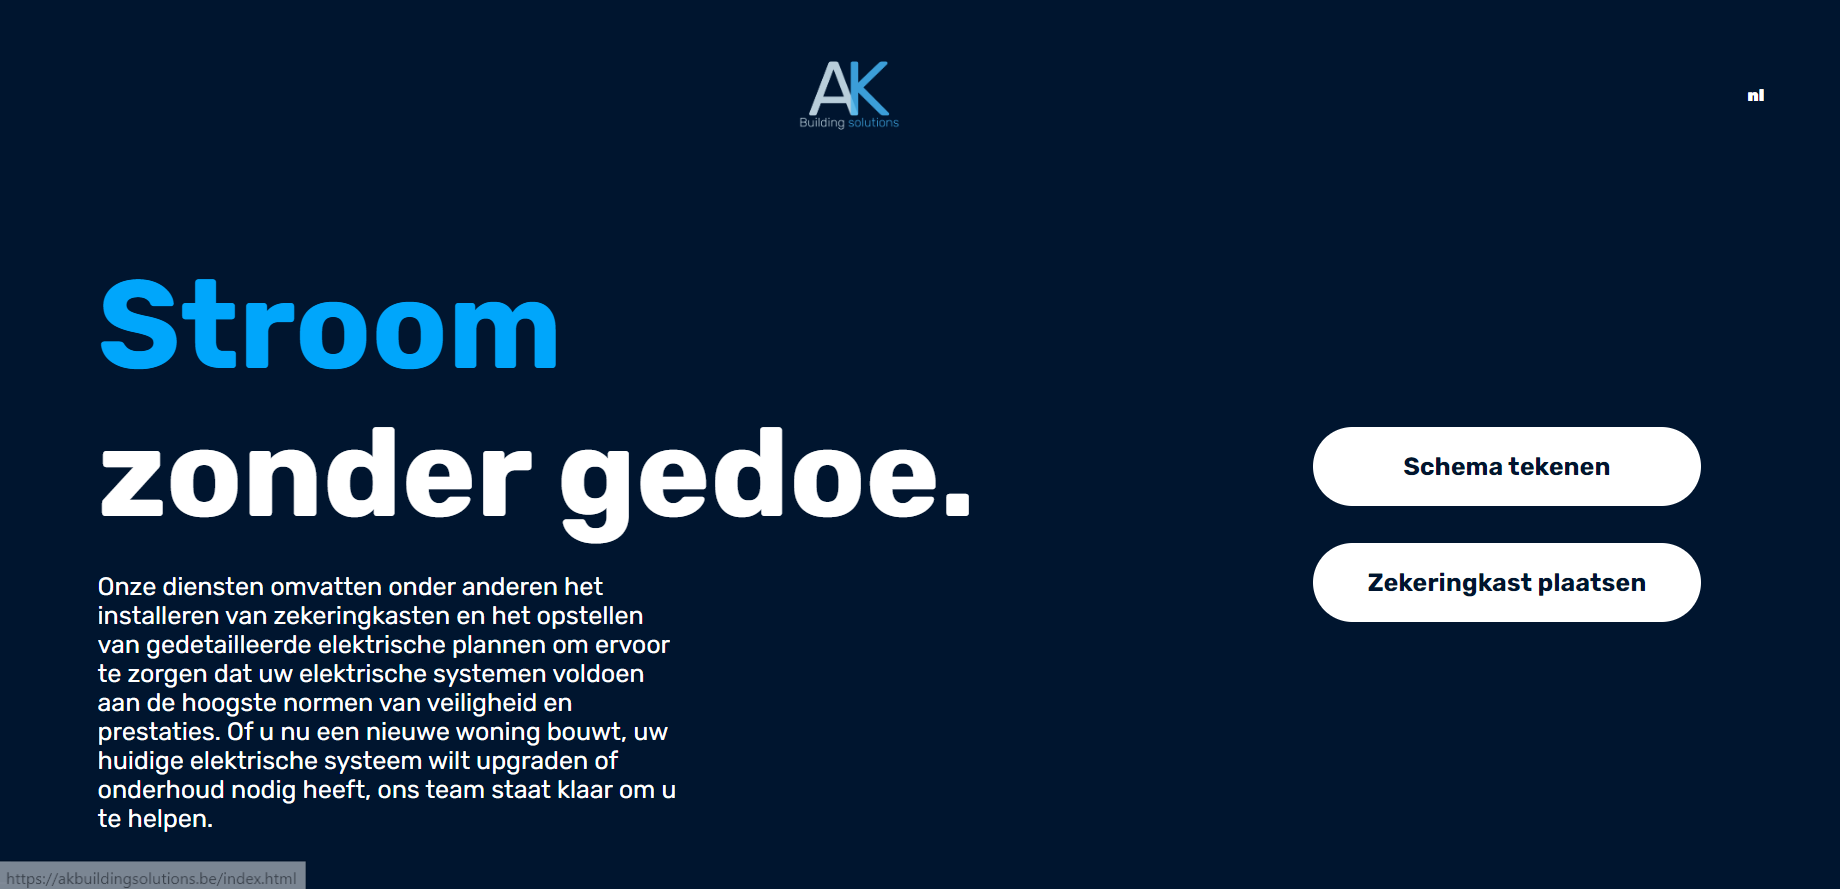 AK
Building solutions
nl
Stroom
zonder gedoe.
Onze diensten omvatten onder anderen het
installeren van zekeringkasten en het opstellen
van gedetailleerde elektrische plannen om ervoor
te zorgen dat uw elektrische systemen voldoen
aan de hoogste normen van veiligheid en
prestaties. Of u nu een nieuwe woning bouwt, uw
huidige elektrische systeem wilt upgraden of
onderhoud nodig heeft, ons team staat klaar om u
te helpen.
Schema tekenen
Zekeringkast plaatsen
https://akbuildingsolutions.be/index.html